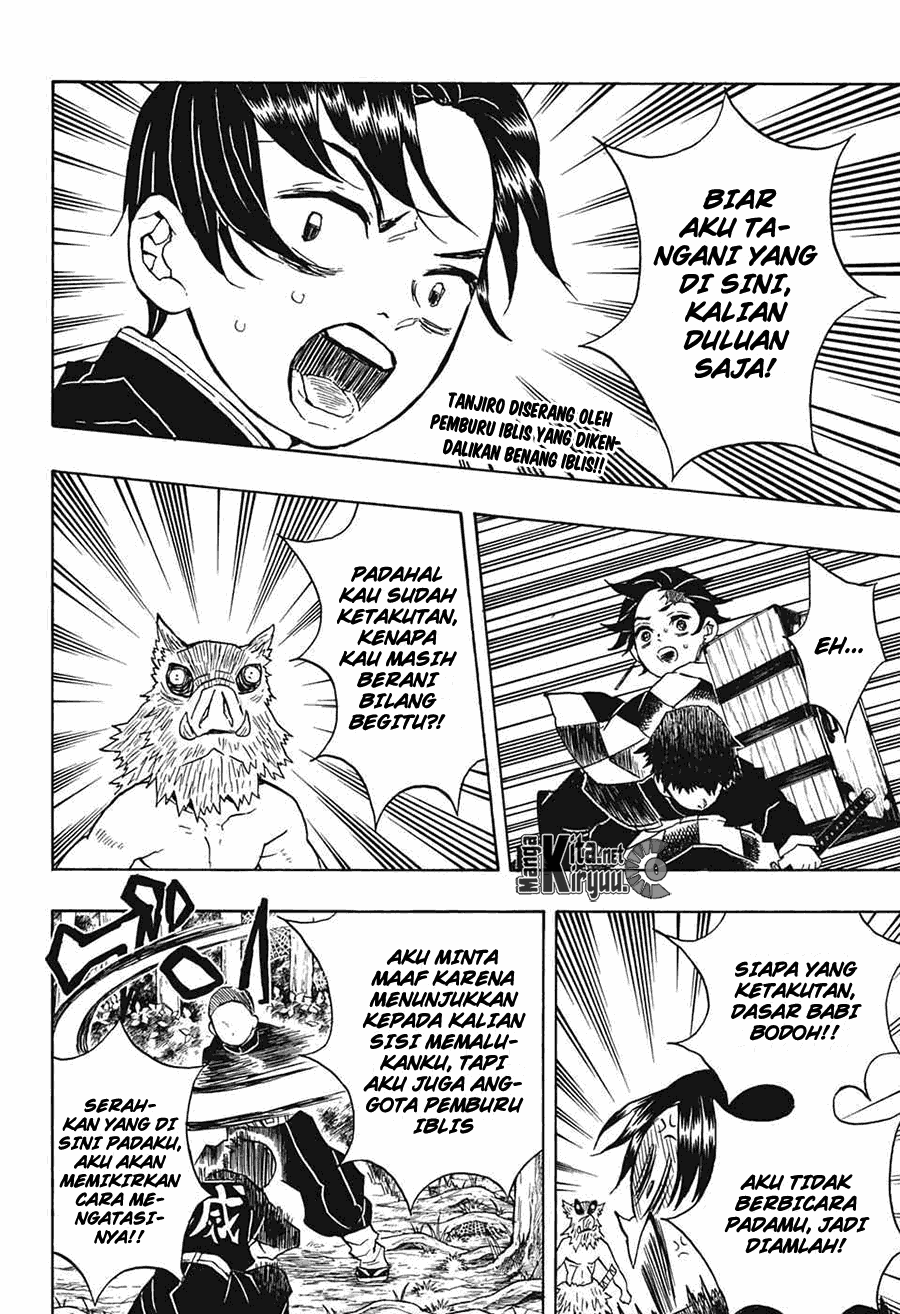 BIAR
AKU TA-
NGANI YANG
DI SINI,
KALIAN
DULUAN
SAJA!
TANJIRO DISERANG OLEH
PEMBURU IBLIS YANG DIKEN-
DALIKAN BENANG IBLIS!!
EH...
PADAHAL
KAU SUDAH
KETAKUTAN,
KENAPA
KAU MASIH
BERANI
BILANG
BEGITU?!
Manga
Kita.net
Kiryuu.
SIAPA YANG
KETAKUTAN,
DASAR BABI
BODOH!!
AKU TIDAK
BERBICARA
PADAMU, JADI
DIAMLAH!
AKU MINTA
MAAF KARENA
MENUNJUKKAN
KEPADA KALIAN
SISI MEMALU-
KANKU, TAPI
AKU JUGA ANG-
GOTA PEMBURU
IBLIS
SERAH-
KAN YANG DI
SINI PADAKU,
AKU AKAN
MEMIKIRKAN
CARA ME-
NGATASI-
NYA!!